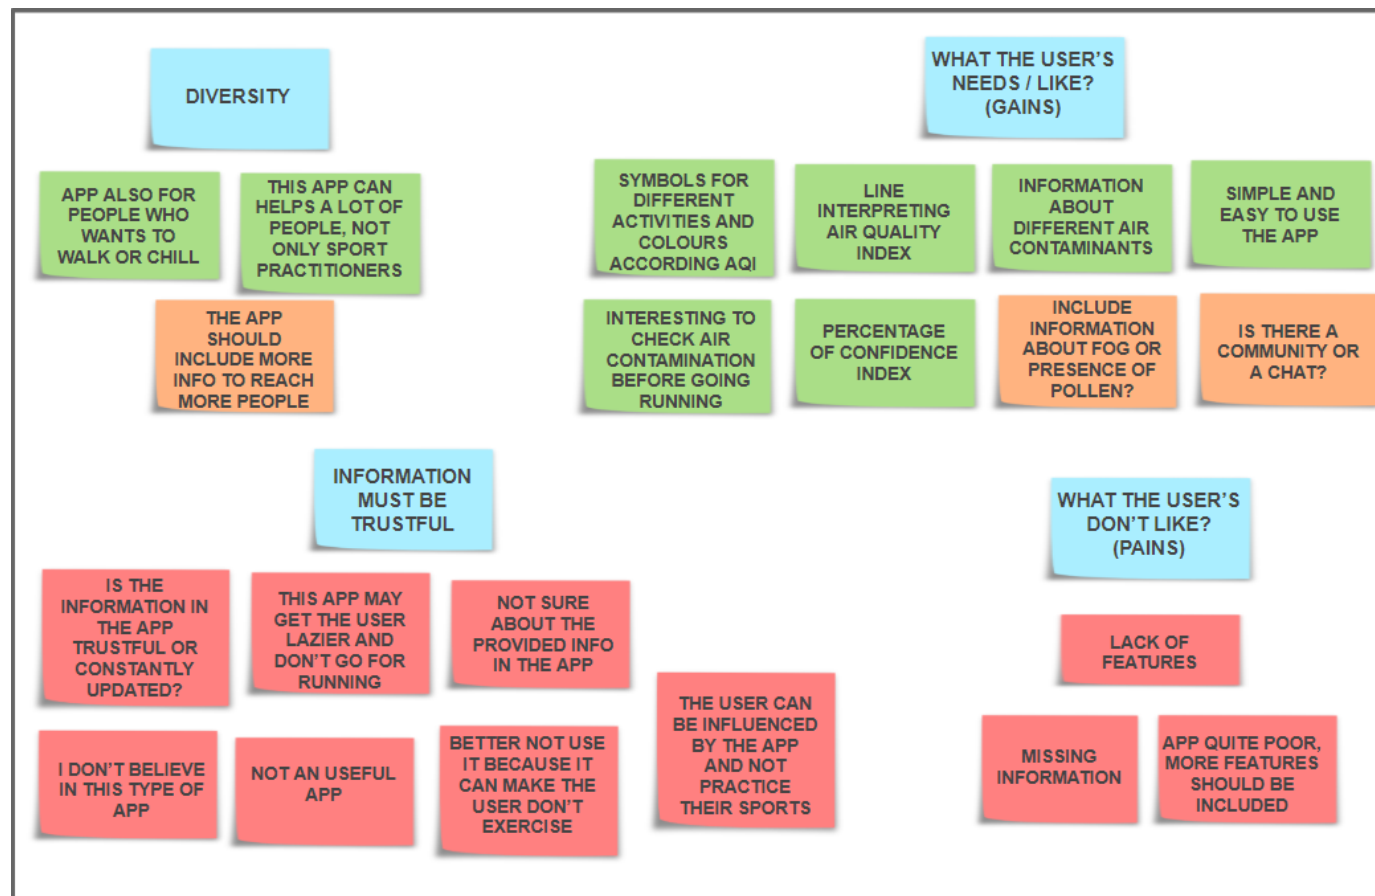 DIVERSITY
APP ALSO FOR
PEOPLE WHO
WANTS TO
WALK OR CHILL
THIS APP CAN
HELPS A LOT OF
PEOPLE, NOT
ONLY SPORT
PRACTITIONERS
THE APP
SHOULD
INCLUDE MORE
INFO TO REACH
MORE PEOPLE
WHAT THE USER'S
NEEDS / LIKE?
(GAINS)
SYMBOLS FOR
DIFFERENT
ACTIVITIES AND
COLOURS
ACCORDING AQI
LINE
INTERPRETING
AIR QUALITY
INDEX
INFORMATION
ABOUT
DIFFERENT AIR
CONTAMINANTS
SIMPLE AND
EASY TO USE
THE APP
INTERESTING TO
CHECK AIR
CONTAMINATION
BEFORE GOING
RUNNING
PERCENTAGE
OF CONFIDENCE
INDEX
INCLUDE
INFORMATION
ABOUT FOG OR
PRESENCE OF
POLLEN?
IS THERE A
COMMUNITY OR
A CHAT?
INFORMATION
MUST BE
TRUSTFUL
IS THE
INFORMATION IN
THE APP
TRUSTFUL OR
CONSTANTLY
UPDATED?
THIS APP MAY
GET THE USER
LAZIER AND
DON'T GO FOR
RUNNING
NOT SURE
ABOUT THE
PROVIDED INFO
IN THE APP
I DON'T BELIEVE
IN THIS TYPE OF
APP
NOT AN USEFUL
APP
BETTER NOT USE
IT BECAUSE IT
CAN MAKE THE
USER DON'T
EXERCISE
THE USER CAN
BE INFLUENCED
BY THE APP
AND NOT
PRACTICE
THEIR SPORTS
WHAT THE USER'S
DON'T LIKE?
(PAINS)
LACK OF
FEATURES
MISSING
INFORMATION
APP QUITE POOR,
MORE FEATURES
SHOULD BE
INCLUDED